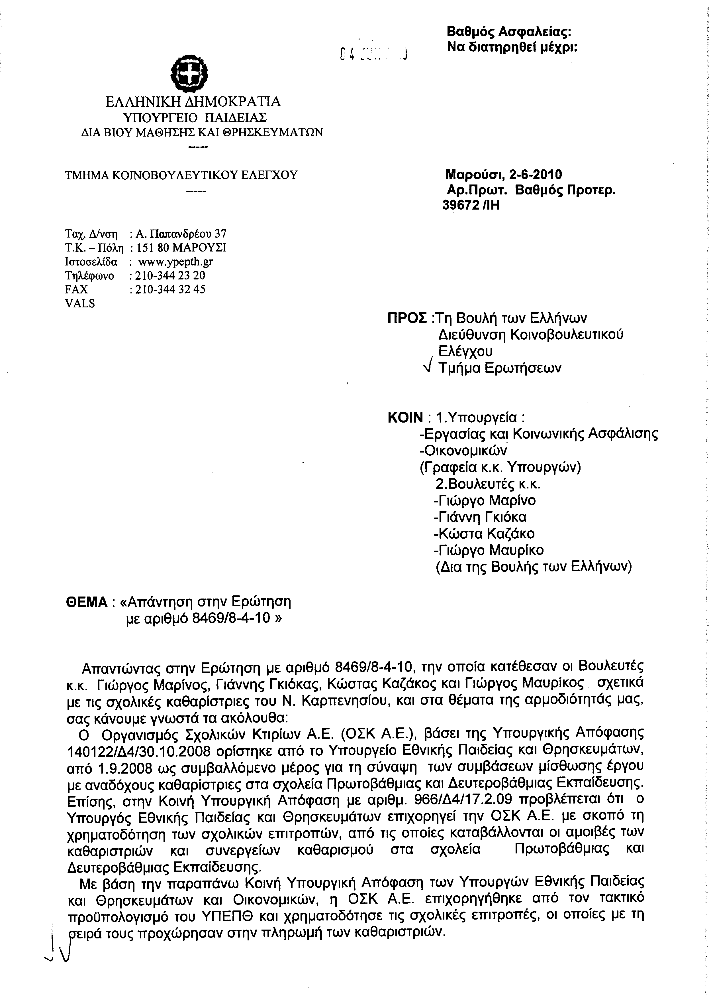 Βαθμός Ασφαλείας:
Να διατηρηθεί μέχρι:
04
ΕΛΛΗΝΙΚΗ ΔΗΜΟΚΡΑΤΙΑ
ΥΠΟΥΡΓΕΙΟ ΠΑΙΔΕΙΑΣ
ΔΙΑ ΒΙΟΥ ΜΑΘΗΣΗΣ ΚΑΙ ΘΡΗΣΚΕΥΜΑΤΩΝ
-----
ΤΜΗΜΑ ΚΟΙΝΟΒΟΥΛΕΥΤΙΚΟΥ ΕΛΕΓΧΟΥ
-----
Μαρούσι, 2-6-2010
Αρ.Πρωτ. Βαθμός Προτερ.
39672 /ΙΗ
Ταχ. Δ/νση : Α. Παπανδρέου 37
Τ.Κ. – Πόλη : 151 80 ΜΑΡΟΥΣΙ
Ιστοσελίδα : www.ypepth.gr
Τηλέφωνο : 210-344 23 20
FAX : 210-344 32 45
VALS
ΠΡΟΣ :Τη Βουλή των Ελλήνων
Διεύθυνση Κοινοβουλευτικού
Ελέγχου
√ Τμήμα Ερωτήσεων
ΚΟΙΝ : 1.Υπουργεία :
-Εργασίας και Κοινωνικής Ασφάλισης
-Οικονομικών
(Γραφεία κ.κ. Υπουργών)
2.Βουλευτές κ.κ.
-Γιώργο Μαρίνο
-Γιάννη Γκιόκα
-Κώστα Καζάκο
-Γιώργο Μαυρίκο
(Δια της Βουλής των Ελλήνων)
ΘΕΜΑ : «Απάντηση στην Ερώτηση
με αριθμό 8469/8-4-10 »
Απαντώντας στην Ερώτηση με αριθμό 8469/8-4-10, την οποία κατέθεσαν οι Βουλευτές
κ.κ. Γιώργος Μαρίνος, Γιάννης Γκιόκας, Κώστας Καζάκος και Γιώργος Μαυρίκος σχετικά
με τις σχολικές καθαρίστριες του Ν. Καρπενησίου, και στα θέματα της αρμοδιότητάς μας,
σας κάνουμε γνωστά τα ακόλουθα:
Ο Οργανισμός Σχολικών Κτιρίων Α.Ε. (ΟΣΚ Α.Ε.), βάσει της Υπουργικής Απόφασης
140122/Δ4/30.10.2008 ορίστηκε από το Υπουργείο Εθνικής Παιδείας και Θρησκευμάτων,
από 1.9.2008 ως συμβαλλόμενο μέρος για τη σύναψη των συμβάσεων μίσθωσης έργου
με αναδόχους καθαρίστριες στα σχολεία Πρωτοβάθμιας και Δευτεροβάθμιας Εκπαίδευσης.
Επίσης, στην Κοινή Υπουργική Απόφαση με αριθμ. 966/Δ4/17.2.09 προβλέπεται ότι ο
Υπουργός Εθνικής Παιδείας και Θρησκευμάτων επιχορηγεί την ΟΣΚ Α.Ε. με σκοπό τη
χρηματοδότηση των σχολικών επιτροπών, από τις οποίες καταβάλλονται οι αμοιβές των
καθαριστριών και συνεργείων καθαρισμού στα σχολεία Πρωτοβάθμιας και
Δευτεροβάθμιας Εκπαίδευσης.
Με βάση την παραπάνω Κοινή Υπουργική Απόφαση των Υπουργών Εθνικής Παιδείας
και Θρησκευμάτων και Οικονομικών, η ΟΣΚ Α.Ε. επιχορηγήθηκε από τον τακτικό
προϋπολογισμό του ΥΠΕΠΘ και χρηματοδότησε τις σχολικές επιτροπές, οι οποίες με τη
σειρά τους προχώρησαν στην πληρωμή των καθαριστριών.